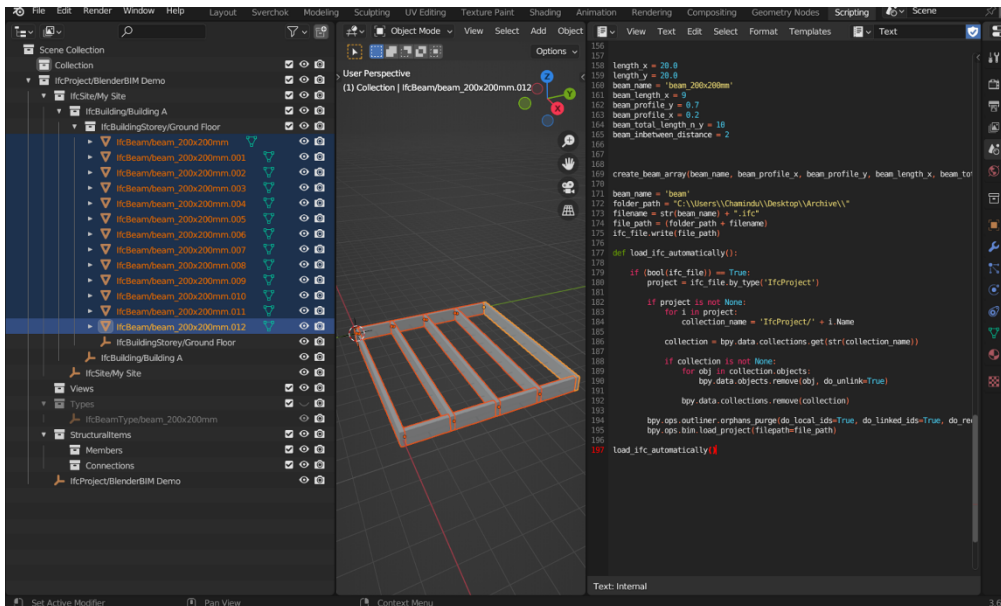 File Edit Render Window Help Layout Sverchok Modeling Sculpting UV Editing Texture Paint Shading Animation Rendering Compositing Geometry Nodes Scripting Scene
Object Mode View Select Add Object
View Text Edit Select Format Templates Text
Options
Scene Collection
Collection
IfcProject/BlenderBIM Demo
IfcSite/My Site
IfcBuilding/Building A
IfcBuildingStorey/Ground Floor
IfcBeam/beam_200x200mm
IfcBeam/beam_200x200mm.001
IfcBeam/beam_200x200mm.002
IfcBeam/beam_200x200mm.003
IfcBeam/beam_200x200mm.004
IfcBeam/beam_200x200mm.005
IfcBeam/beam_200x200mm.006
IfcBeam/beam_200x200mm.007
IfcBeam/beam_200x200mm.008
IfcBeam/beam_200x200mm.009
IfcBeam/beam_200x200mm.010
IfcBeam/beam_200x200mm.011
IfcBeam/beam_200x200mm.012
IfcBuildingStorey/Ground Floor
IfcBuilding/Building A
IfcSite/My Site
Views
Types
IfcBeamType/beam_200x200mm
StructuralItems
Members
Connections
IfcProject/BlenderBIM Demo
User Perspective
(1) Collection | IfcBeam/beam_200x200mm.012
Z
Y
X
156
157
158 length_x = 20.0
159 length_y = 20.0
160 beam_name = 'beam_200x200mm'
161 beam_length_x = 9
162 beam_profile_y = 0.7
163 beam_profile_x = 0.2
164 beam_total_length_n_y = 10
165 beam_inbetween_distance = 2
166
167
168
169 create_beam_array(beam_name, beam_profile_x, beam_profile_y, beam_length_x, beam_to
170
171 beam_name = 'beam'
172 folder_path = "C:\\Users\\Chamindu\\Desktop\\Archive\\"
173 filename = str(beam_name) + ".ifc"
174 file_path = (folder_path + filename)
175 ifc_file.write(file_path)
176
177 def load_ifc_automatically():
178
179 if (bool(ifc_file)) == True:
180 project = ifc_file.by_type('IfcProject')
181
182 if project is not None:
183 for i in project:
184 collection_name = 'IfcProject/' + i.Name
185
186 collection = bpy.data.collections.get(str(collection_name))
187
188 if collection is not None:
189 for obj in collection.objects:
190 bpy.data.objects.remove(obj, do_unlink=True)
191
192 bpy.data.collections.remove(collection)
193
194 bpy.ops.outliner.orphans_purge(do_local_ids=True, do_linked_ids=True, do_re
195 bpy.ops.bim.load_project(filepath=file_path)
196
197 load_ifc_automatically()
Text: Internal
Set Active Modifier Pan View Context Menu 3.6